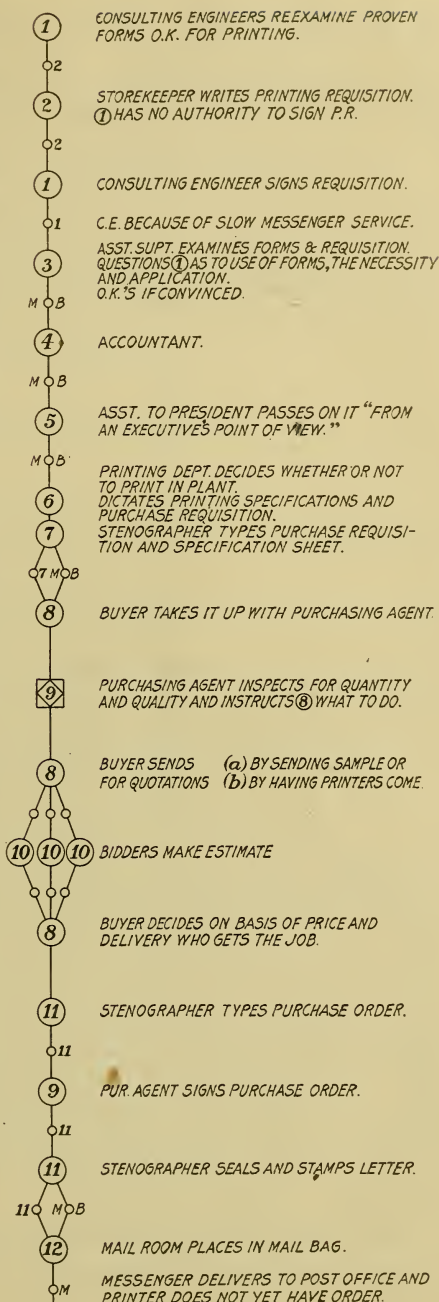 1 CONSULTING ENGINEERS REEXAMINE PROVEN
FORMS O.K. FOR PRINTING.
2
2 STOREKEEPER WRITES PRINTING REQUISITION.
1 HAS NO AUTHORITY TO SIGN P.R.
2
1 CONSULTING ENGINEER SIGNS REQUISITION.
1 C.E. BECAUSE OF SLOW MESSENGER SERVICE.
ASST. SUPT. EXAMINES FORMS & REQUISITION.
3 QUESTIONS 1 AS TO USE OF FORMS, THE NECESSITY
AND APPLICATION.
M B O.K.'S IF CONVINCED.
4 ACCOUNTANT.
M B
5 ASST. TO PRESIDENT PASSES ON IT "FROM
AN EXECUTIVE'S POINT OF VIEW."
M B
PRINTING DEPT. DECIDES WHETHER OR NOT
6 TO PRINT IN PLANT.
DICTATES PRINTING SPECIFICATIONS AND
PURCHASE REQUISITION.
7 STENOGRAPHER TYPES PURCHASE REQUISI-
TION AND SPECIFICATION SHEET.
7 M B
8 BUYER TAKES IT UP WITH PURCHASING AGENT.
9 PURCHASING AGENT INSPECTS FOR QUANTITY
AND QUALITY AND INSTRUCTS 8 WHAT TO DO.
8 BUYER SENDS (a) BY SENDING SAMPLE OR
FOR QUOTATIONS (b) BY HAVING PRINTERS COME.
10 10 10 BIDDERS MAKE ESTIMATE
8 BUYER DECIDES ON BASIS OF PRICE AND
DELIVERY WHO GETS THE JOB.
11 STENOGRAPHER TYPES PURCHASE ORDER.
11
9 PUR. AGENT SIGNS PURCHASE ORDER.
11
11 STENOGRAPHER SEALS AND STAMPS LETTER.
11 M B
12 MAIL ROOM PLACES IN MAIL BAG.
M MESSENGER DELIVERS TO POST OFFICE AND
PRINTER DOES NOT YET HAVE ORDER.